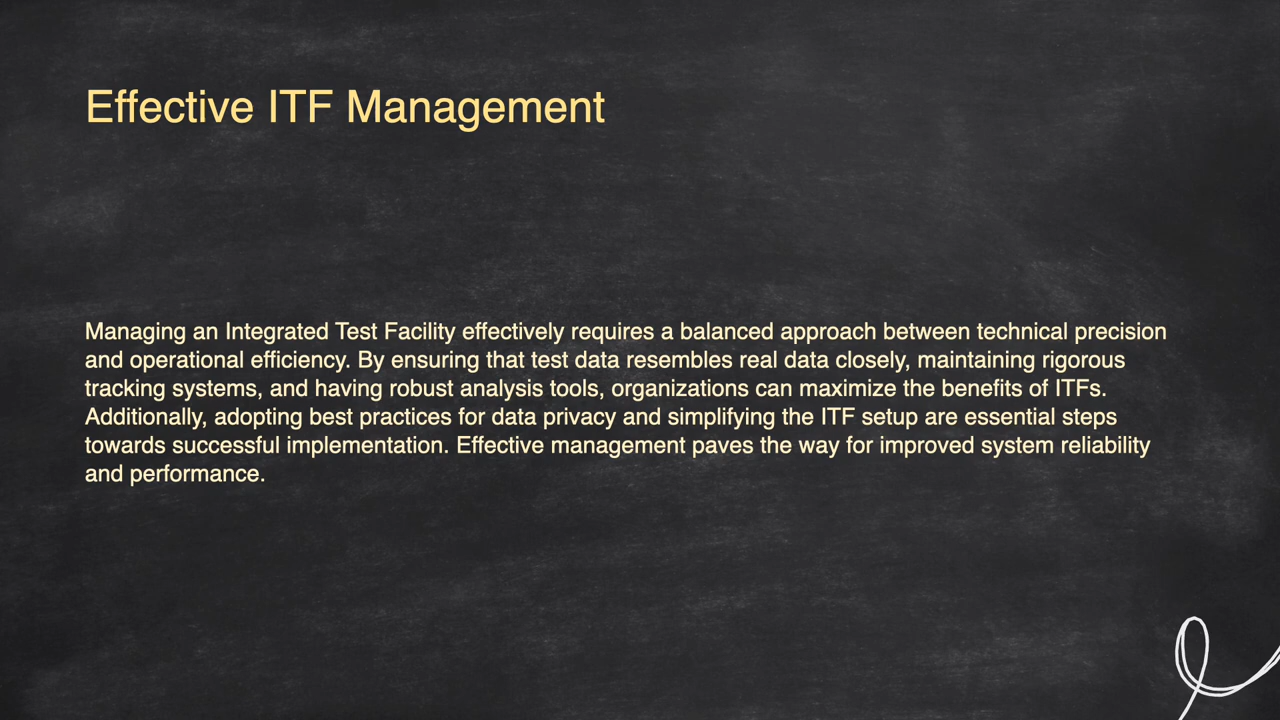 Effective ITF Management
Managing an Integrated Test Facility effectively requires a balanced approach between technical precision
and operational efficiency. By ensuring that test data resembles real data closely, maintaining rigorous
tracking systems, and having robust analysis tools, organizations can maximize the benefits of ITFs.
Additionally, adopting best practices for data privacy and simplifying the ITF setup are essential steps
towards successful implementation. Effective management paves the way for improved system reliability
and performance.